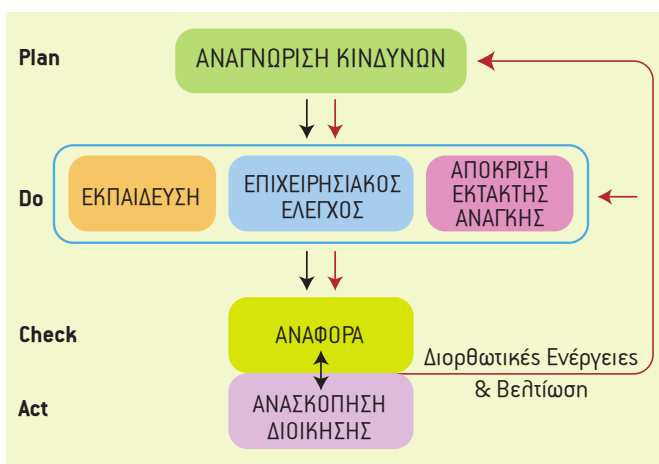 Plan
ΑΝΑΓΝΩΡΙΣΗ ΚΙΝΔΥΝΩΝ
Do
ΕΚΠΑΙΔΕΥΣΗ
ΕΠΙΧΕΙΡΗΣΙΑΚΟΣ
ΕΛΕΓΧΟΣ
ΑΠΟΚΡΙΣΗ
ΕΚΤΑΚΤΗΣ
ΑΝΑΓΚΗΣ
Check
ΑΝΑΦΟΡΑ
Διορθωτικές Ενέργειες
& Βελτίωση
Act
ΑΝΑΣΚΟΠΗΣΗ
ΔΙΟΙΚΗΣΗΣ